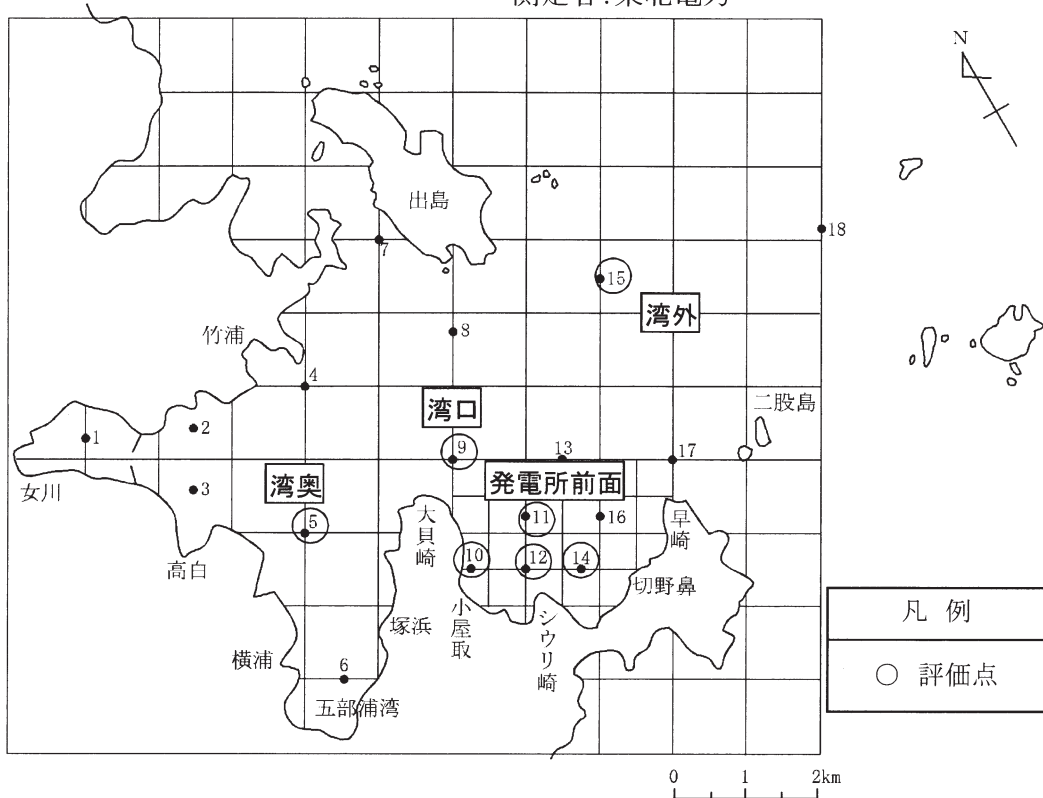 測定者:東北電力
N
出島
18
7
15
湾外
竹浦
8
4
二股島
湾口
1
2
9
13
17
発電所前面
湾奥
女川
3
5
大貝崎
11
16
早崎
高白
10
12
14
切野鼻
塚浜
小屋取
シウリ崎
横浦
6
五部浦湾
凡 例
○ 評価点
0 1 2km